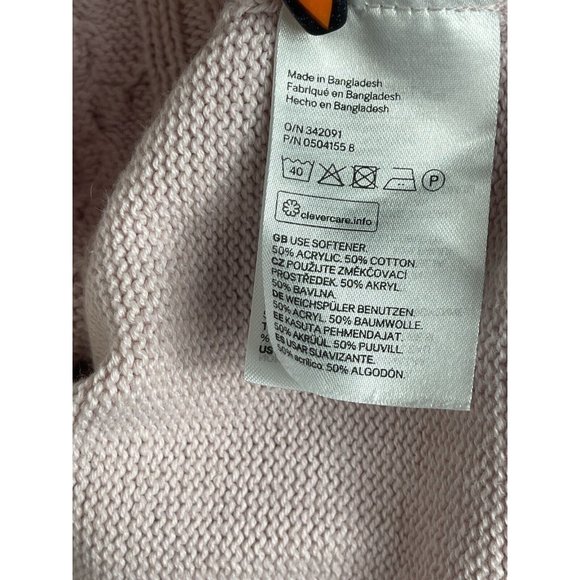 Made in Bangladesh
Fabriqué en Bangladesh
Hecho en Bangladesh
O/N 342091
P/N 0504155 8
40 P
clevercare.info
GB USE SOFTENER.
50% ACRYLIC. 50% COTTON.
CZ POUŽIJTE ZMĚKČOVACÍ
PROSTŘEDEK. 50% AKRYL.
50% BAVLNA.
DE WEICHSPÜLER BENUTZEN.
50% ACRYL. 50% BAUMWOLLE.
EE KASUTA PEHMENDAJAT.
50% AKRÜÜL. 50% PUUVILL.
ES USAR SUAVIZANTE.
50% acrílico. 50% ALGODÓN.
US